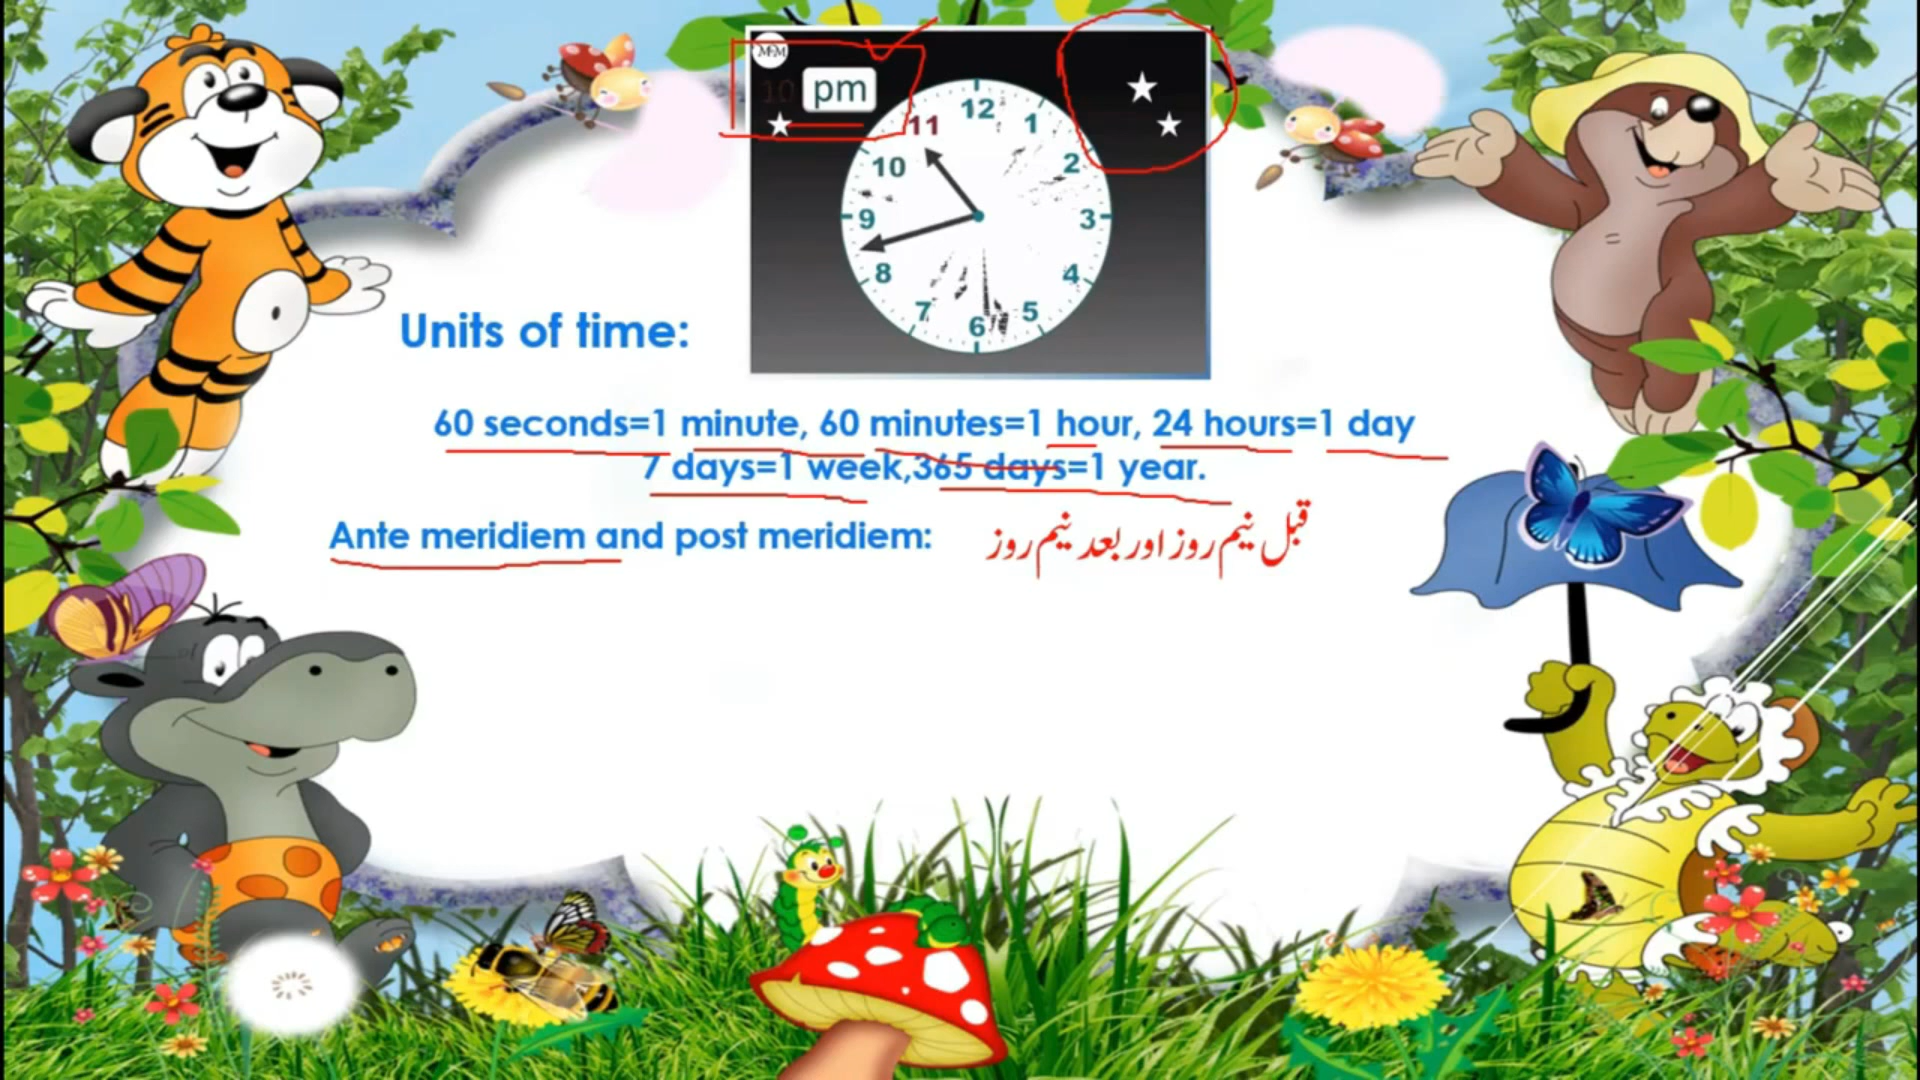 MFM
10 pm
12
11
1
10
2
9
3
8
4
7
5
6
Units of time:
60 seconds=1 minute, 60 minutes=1 hour, 24 hours=1 day
7 days=1 week,365 days=1 year.
Ante meridiem and post meridiem: قبل نیم روز اور بعد نیم روز